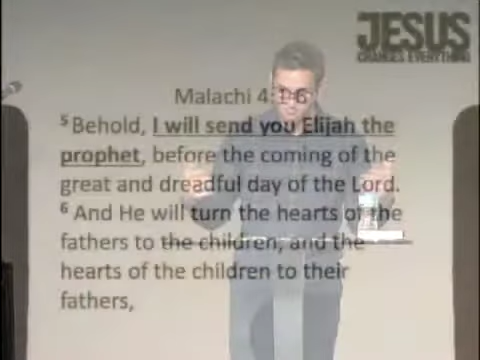 JESUS
CHANGES EVERYTHING
Malachi 4:1-6
5 Behold, I will send you Elijah the
prophet, before the coming of the
great and dreadful day of the Lord.
6 And He will turn the hearts of the
fathers to the children, and the
hearts of the children to their
fathers,